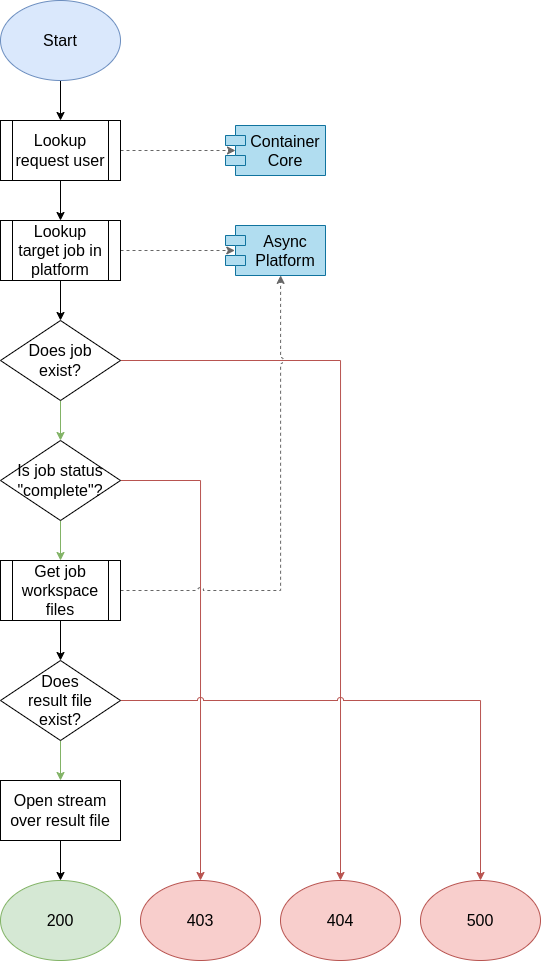 Start
Lookup
request user
Container
Core
Lookup
target job in
platform
Async
Platform
Does job
exist?
Is job status
"complete"?
Get job
workspace
files
Does
result file
exist?
Open stream
over result file
200
403
404
500